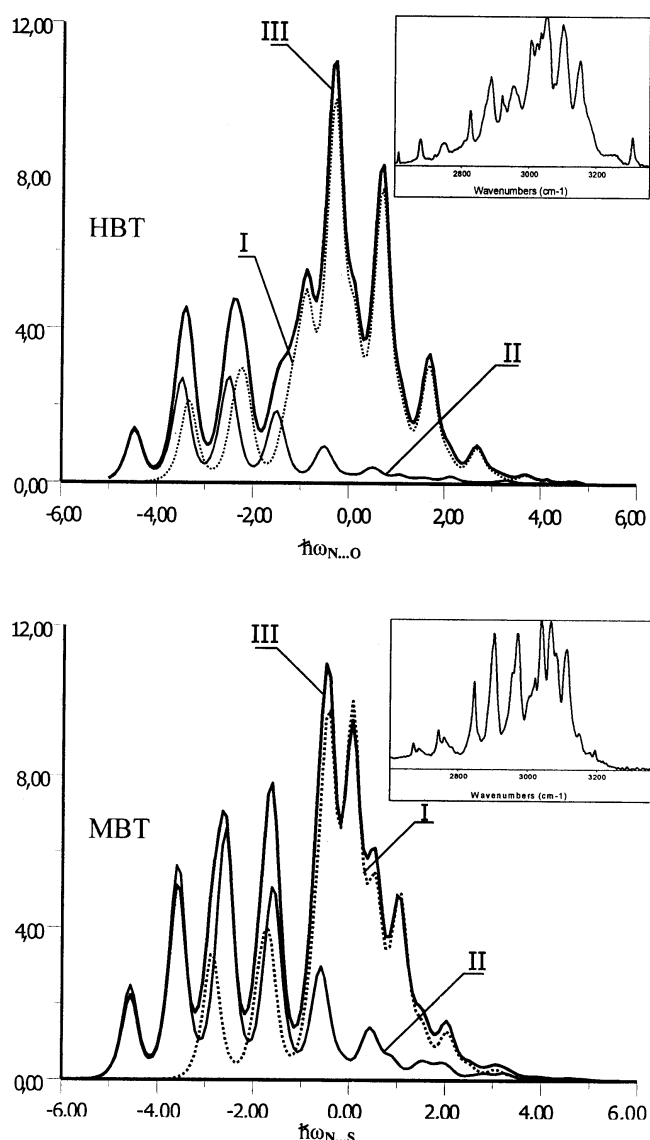 12,00
III
2800 3000 3200
Wavenumbers (cm-1)
8,00
HBT
I
4,00
II
0,00
-6,00 -4,00 -2,00 0,00 2,00 4,00 6,00
ħωN...O
12,00
III
2800 3000 3200
Wavenumbers (cm-1)
8,00
MBT
I
4,00
II
0,00
-6.00 -4.00 -2.00 0.00 2.00 4.00 6.00
ħωN...S